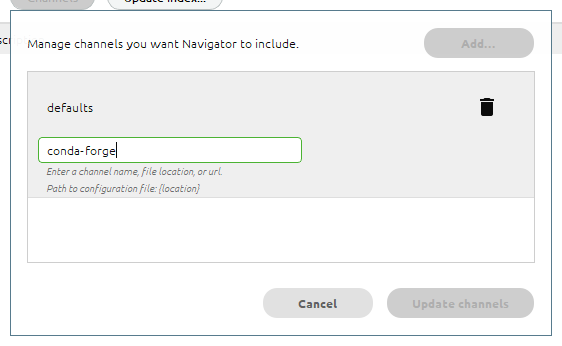 Channels
Update index...
Manage channels you want Navigator to include.
Add...
defaults
conda-forge
Enter a channel name, file location, or url.
Path to configuration file: {location}
Cancel
Update channels